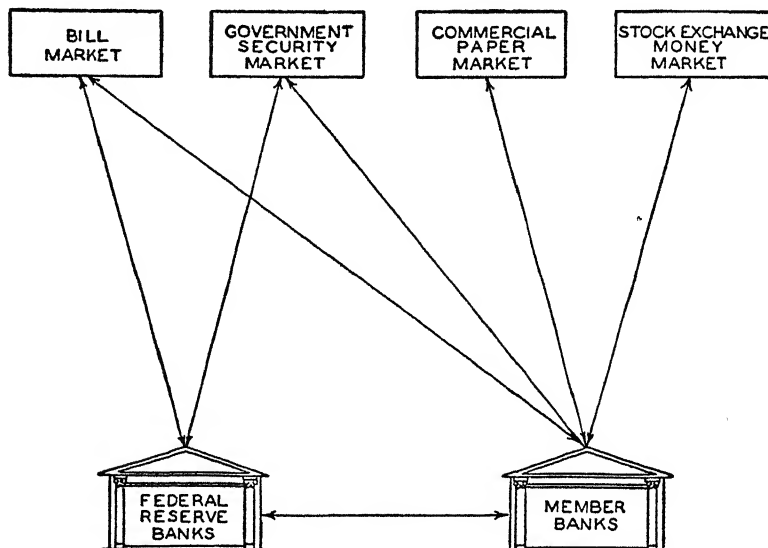 BILL
MARKET
GOVERNMENT
SECURITY
MARKET
COMMERCIAL
PAPER
MARKET
STOCK EXCHANGE
MONEY
MARKET
FEDERAL
RESERVE
BANKS
MEMBER
BANKS